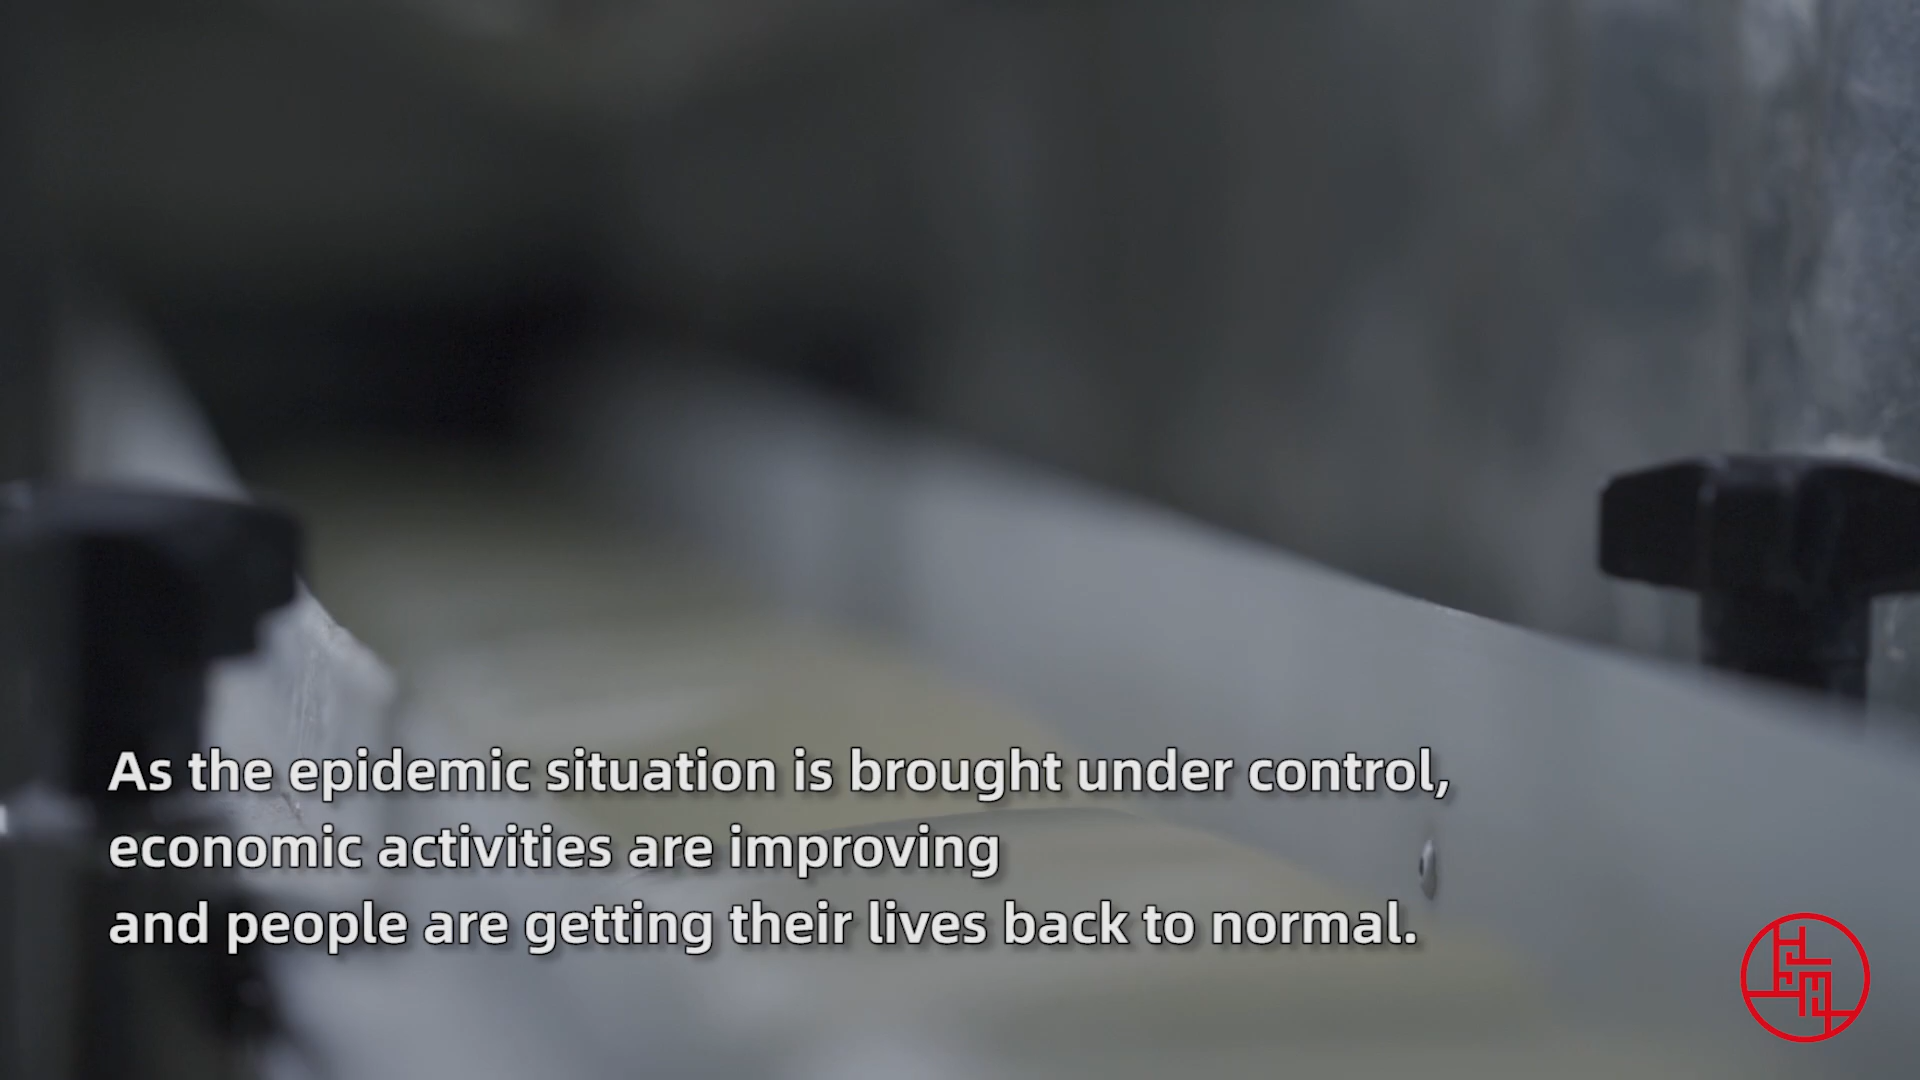 As the epidemic situation is brought under control,
economic activities are improving
and people are getting their lives back to normal.